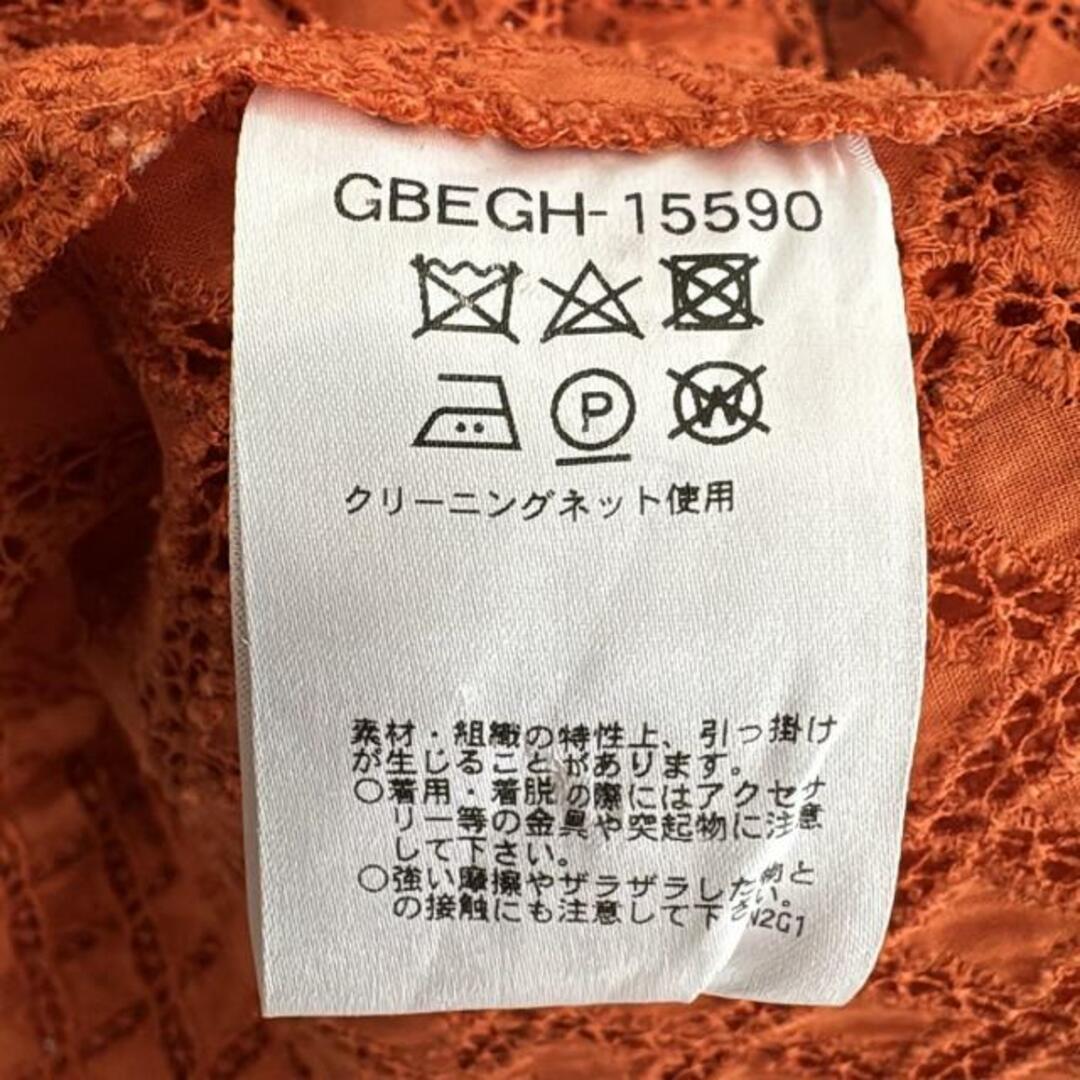 GBEGH-15590
P
W
クリーニングネット使用
素材・組織の特性上、引っ掛け
が生じることがあります。
○着用・着脱の際にはアクセサ
リー等の金具や突起物に注意
して下さい。
○強い摩擦やザラザラした物と
の接触にも注意して下さい。
N2G1